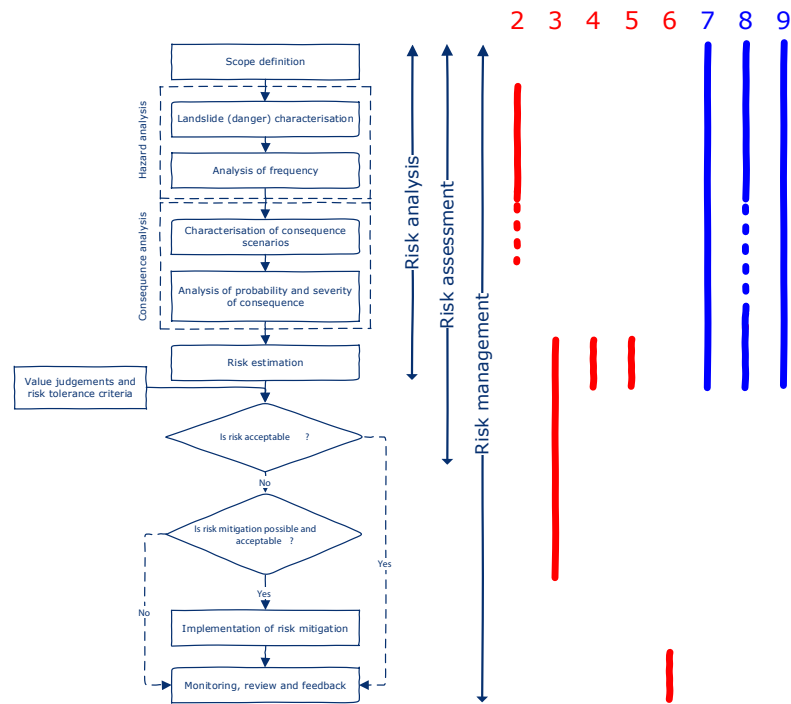 2 3 4 5 6 7 8 9
Scope definition
Hazard analysis
Landslide (danger) characterisation
Analysis of frequency
Consequence analysis
Characterisation of consequence
scenarios
Analysis of probability and severity
of consequence
Risk estimation
Value judgements and
risk tolerance criteria
Is risk acceptable ?
No
Is risk mitigation possible and
acceptable ?
Yes
No
Yes
Implementation of risk mitigation
Monitoring, review and feedback
Risk analysis
Risk assessment
Risk management